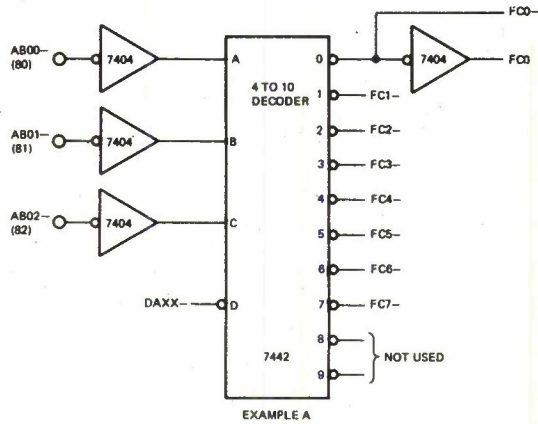 FC0-
AB00-
(80)
7404
A
0
7404
FC0
4 TO 10
DECODER
1
FC1-
AB01-
(81)
7404
B
2
FC2-
3
FC3-
AB02-
(82)
7404
C
4
FC4-
5
FC5-
6
FC6-
DAXX-
D
7
FC7-
8
NOT USED
7442
9
EXAMPLE A